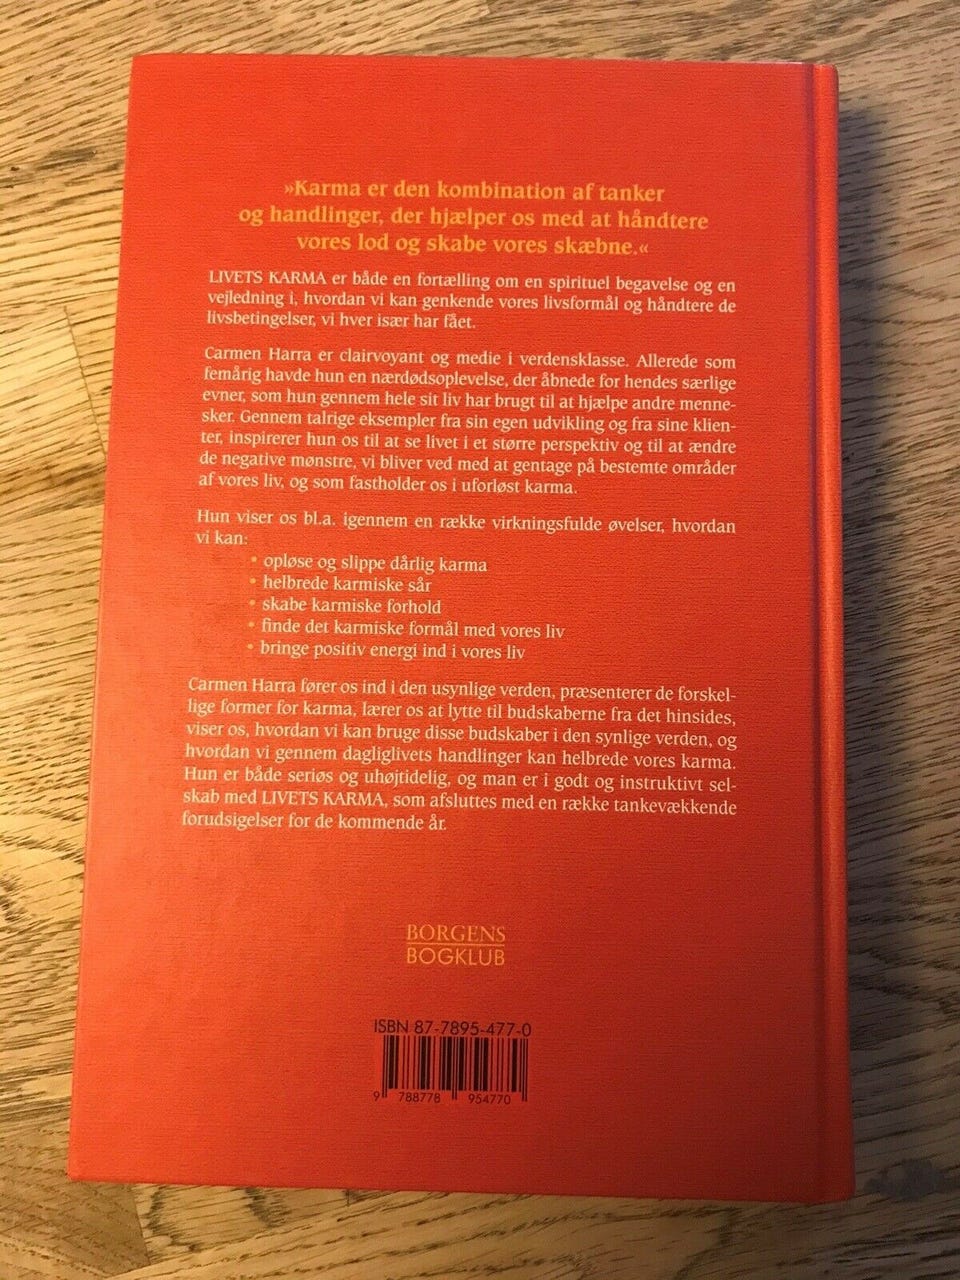 »Karma er den kombination af tanker
og handlinger, der hjælper os med at håndtere
vores lod og skabe vores skæbne.«
LIVETS KARMA er både en fortælling om en spirituel begavelse og en
vejledning i, hvordan vi kan genkende vores livsformål og håndtere de
livsbetingelser, vi hver især har fået.
Carmen Harra er clairvoyant og medie i verdensklasse. Allerede som
femårig havde hun en nærdødsoplevelse, der åbnede for hendes særlige
evner, som hun gennem hele sit liv har brugt til at hjælpe andre menne-
sker. Gennem talrige eksempler fra sin egen udvikling og fra sine klien-
ter, inspirerer hun os til at se livet i et større perspektiv og til at ændre
de negative mønstre, vi bliver ved med at gentage på bestemte områder
af vores liv, og som fastholder os i uforløst karma.
Hun viser os bl.a. igennem en række virkningsfulde øvelser, hvordan
vi kan:
• opløse og slippe dårlig karma
• helbrede karmiske sår
• skabe karmiske forhold
• finde det karmiske formål med vores liv
• bringe positiv energi ind i vores liv
Carmen Harra fører os ind i den usynlige verden, præsenterer de forskel-
lige former for karma, lærer os at lytte til budskaberne fra det hinsides,
viser os, hvordan vi kan bruge disse budskaber i den synlige verden, og
hvordan vi gennem dagliglivets handlinger kan helbrede vores karma.
Hun er både seriøs og uhøjtidelig, og man er i godt og instruktivt sel-
skab med LIVETS KARMA, som afsluttes med en række tankevækkende
forudsigelser for de kommende år.
BORGENS
BOGKLUB
ISBN 87-7895-477-0
9 788778 954770